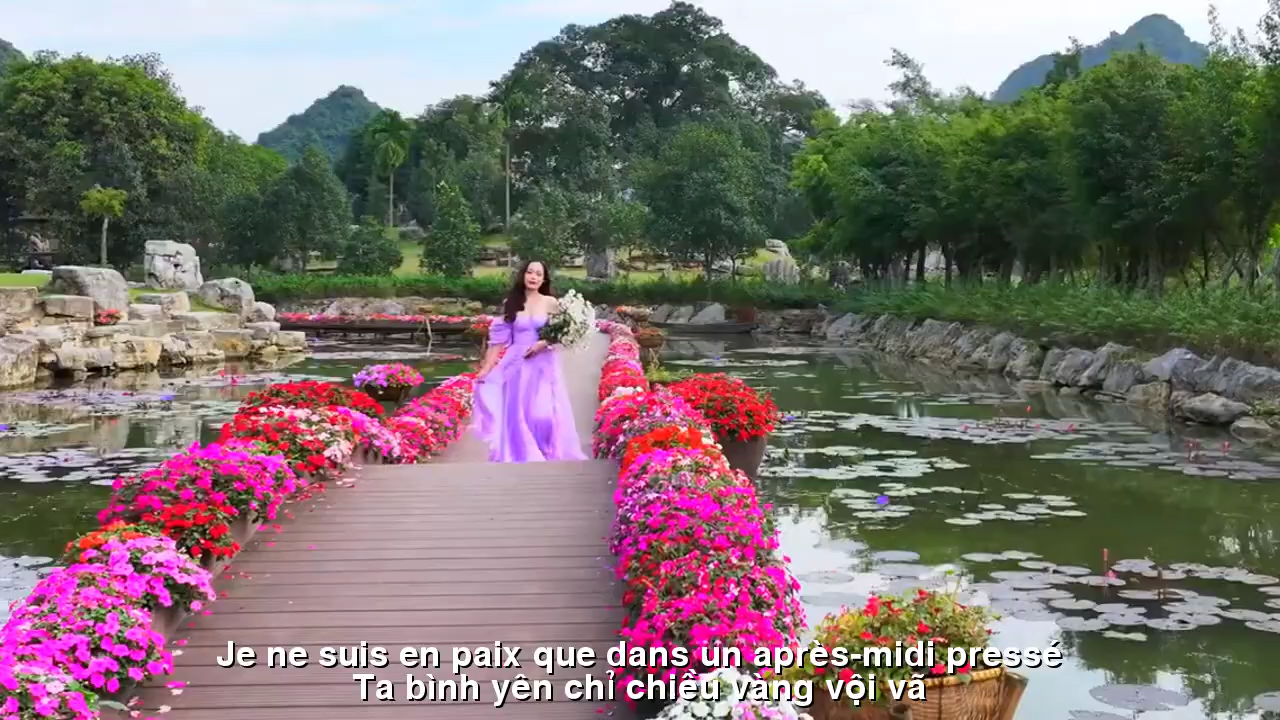 Je ne suis en paix que dans un après-midi pressé
Ta bình yên chỉ chiều vàng vội vã